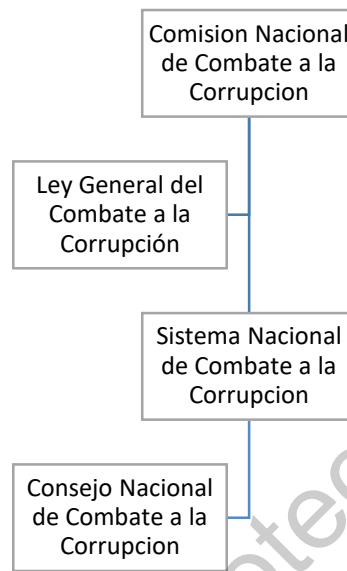 Comision Nacional
de Combate a la
Corrupcion
Ley General del
Combate a la
Corrupción
Sistema Nacional
de Combate a la
Corrupcion
Consejo Nacional
de Combate a la
Corrupcion